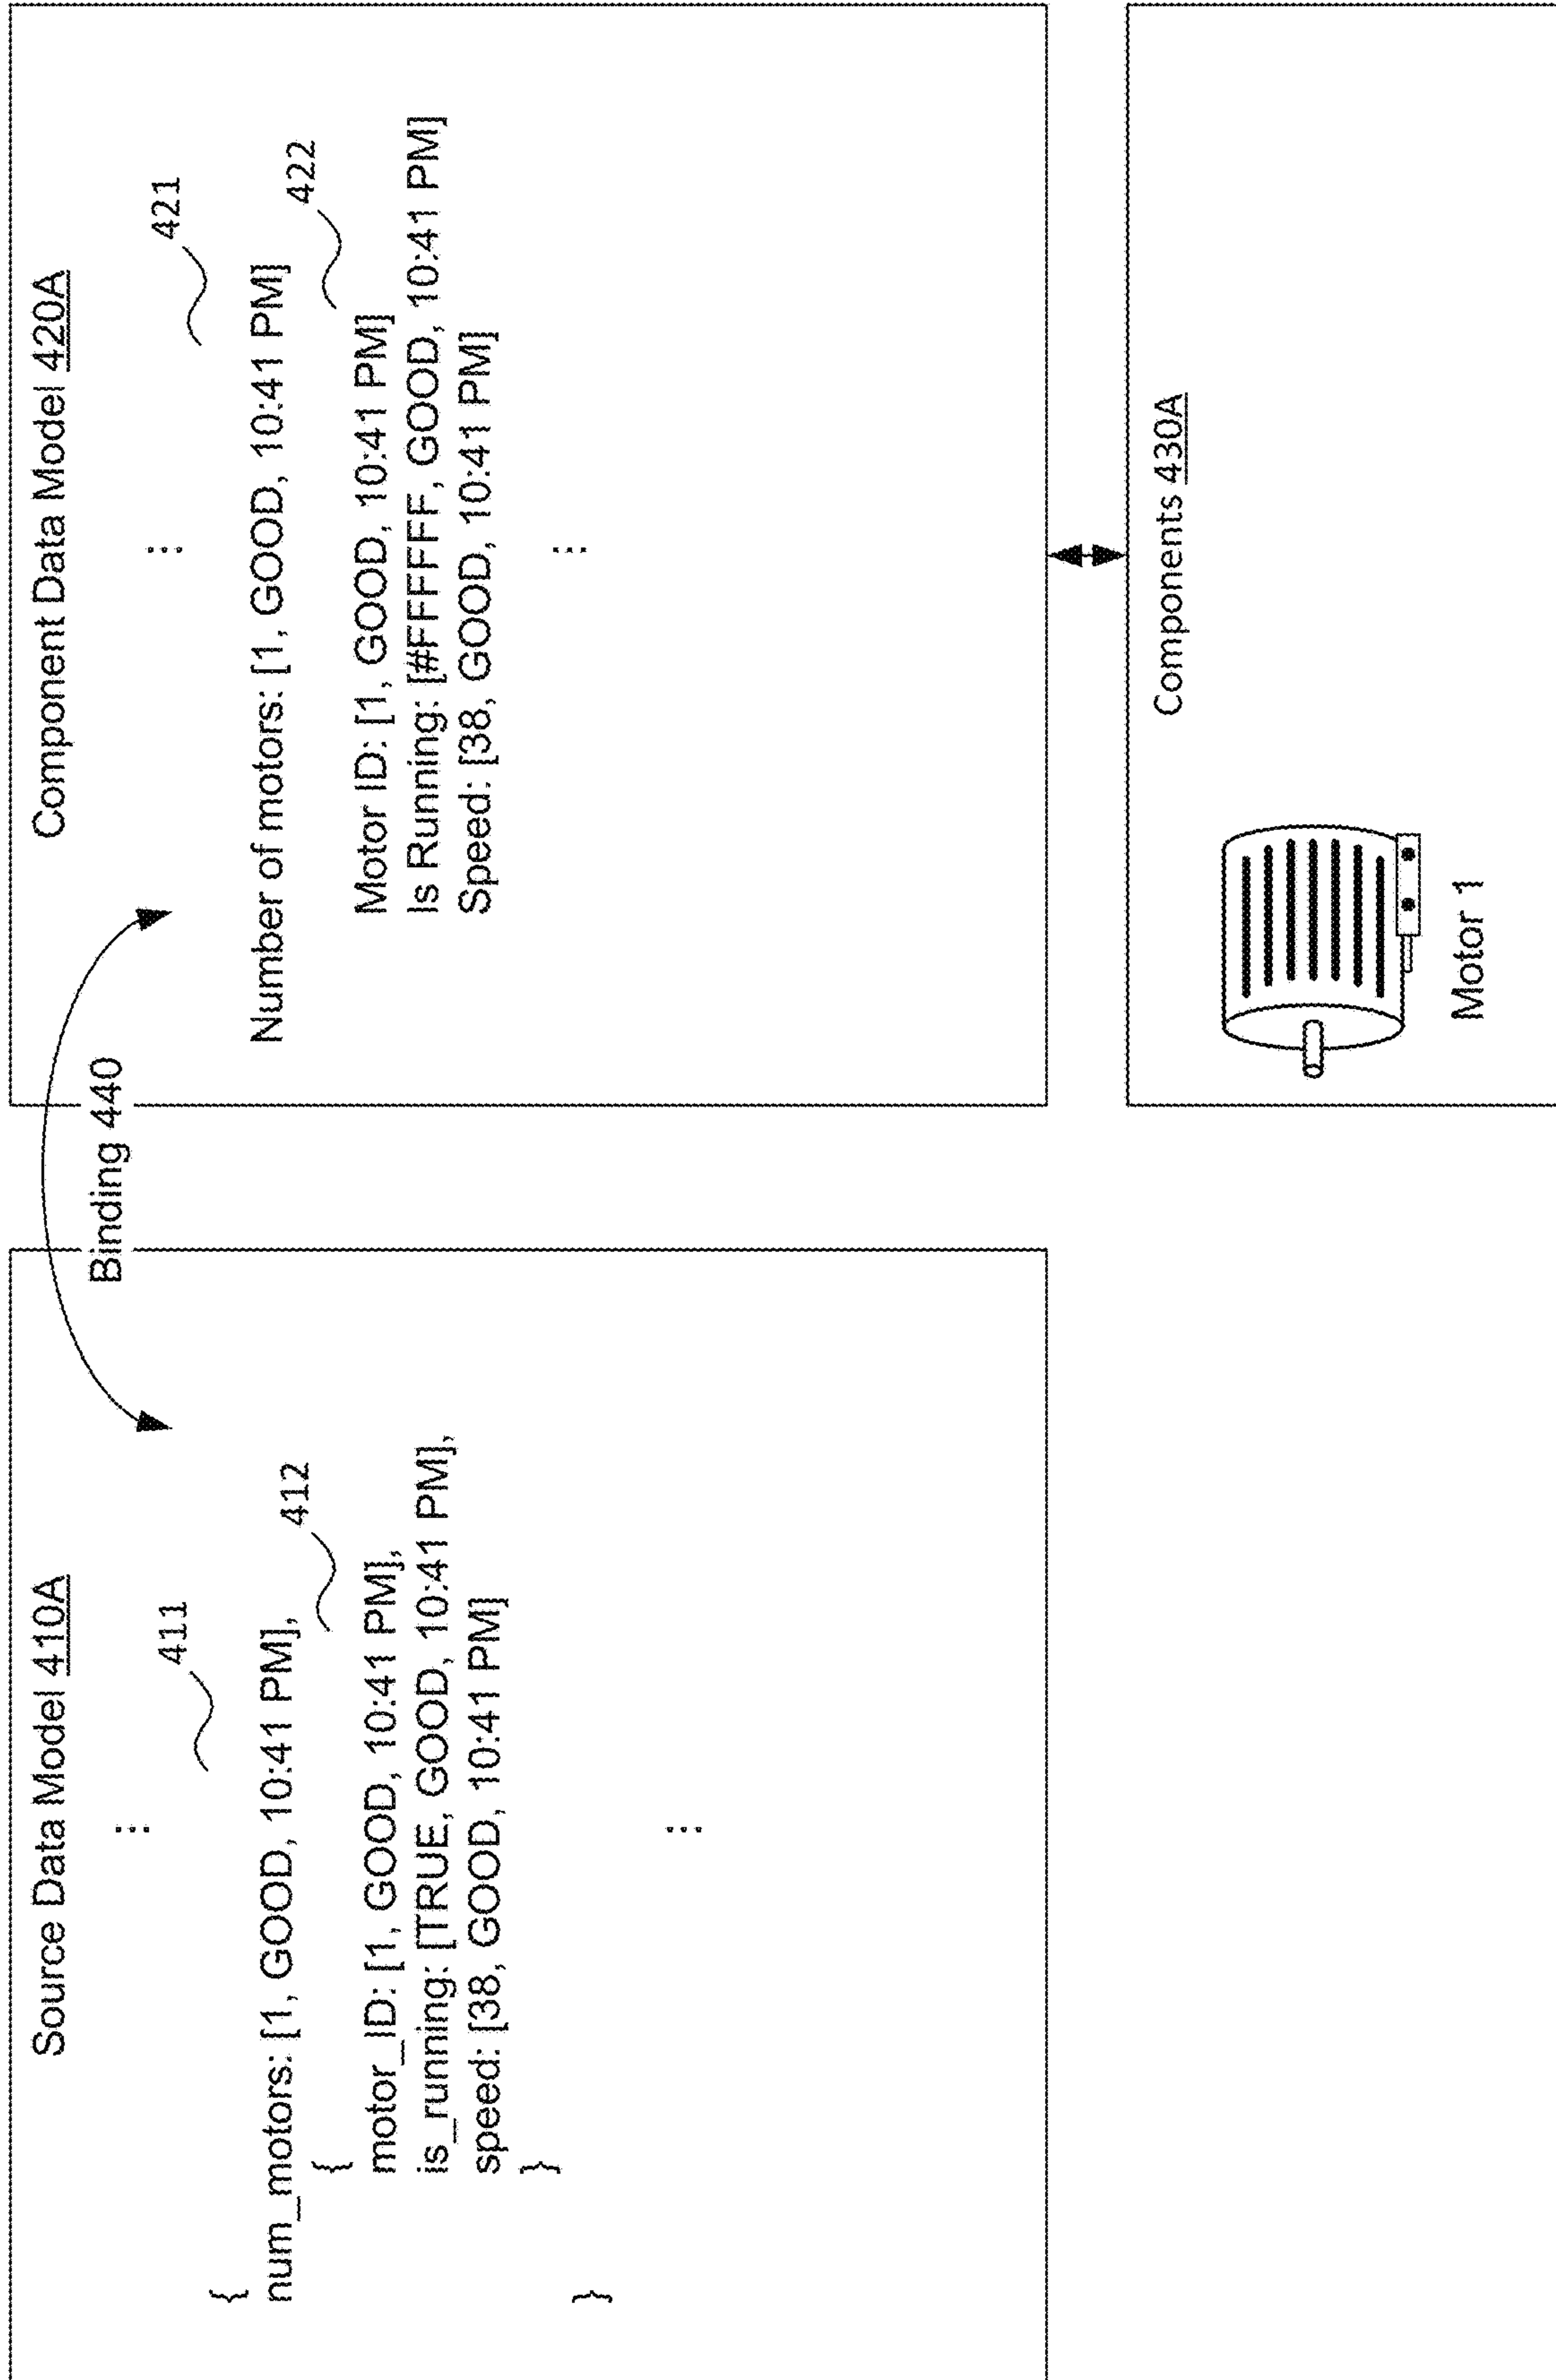 Source Data Model 410A
...
411
{
num_motors: [1, GOOD, 10:41 PM],
412
{
motor_ID: [1, GOOD, 10:41 PM],
is_running: [TRUE, GOOD, 10:41 PM],
speed: [38, GOOD, 10:41 PM]
}
}
...
Binding 440
Component Data Model 420A
...
421
Number of motors: [1, GOOD, 10:41 PM]
422
Motor ID: [1, GOOD, 10:41 PM]
Is Running: [#FFFFFF, GOOD, 10:41 PM]
Speed: [38, GOOD, 10:41 PM]
...
Components 430A
Motor 1